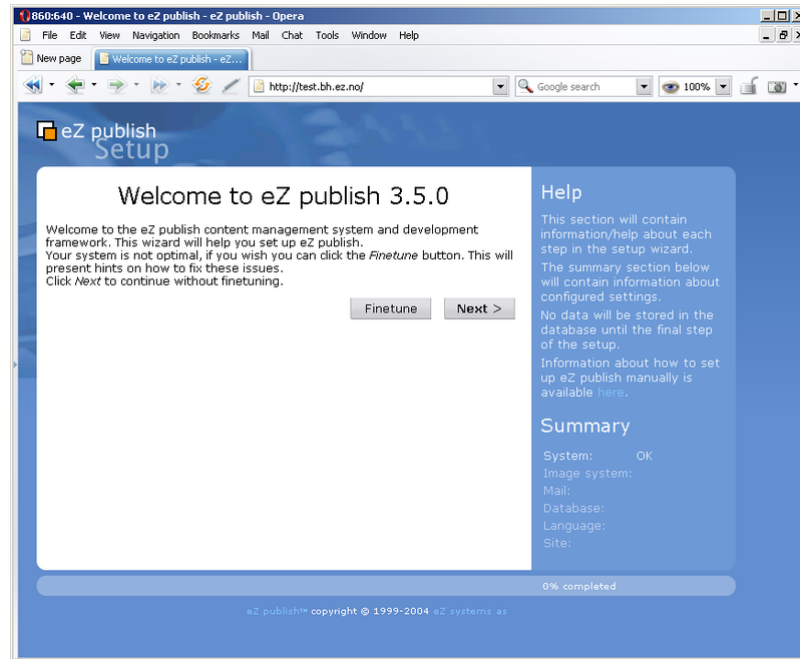 860:640 - Welcome to eZ publish - eZ publish - Opera
File Edit View Navigation Bookmarks Mail Chat Tools Window Help
New page Welcome to eZ publish - eZ...
http://test.bh.ez.no/ Google search 100%
eZ publish
Setup
Welcome to eZ publish 3.5.0
Welcome to the eZ publish content management system and development
framework. This wizard will help you set up eZ publish.
Your system is not optimal, if you wish you can click the Finetune button. This will
present hints on how to fix these issues.
Click Next to continue without finetuning.
Finetune Next >
Help
This section will contain
information/help about each
step in the setup wizard.
The summary section below
will contain information about
configured settings.
No data will be stored in the
database until the final step
of the setup.
Information about how to set
up eZ publish manually is
available here.
Summary
System: OK
Image system:
Mail:
Database:
Language:
Site:
0% completed
eZ publish™ copyright © 1999-2004 eZ systems as